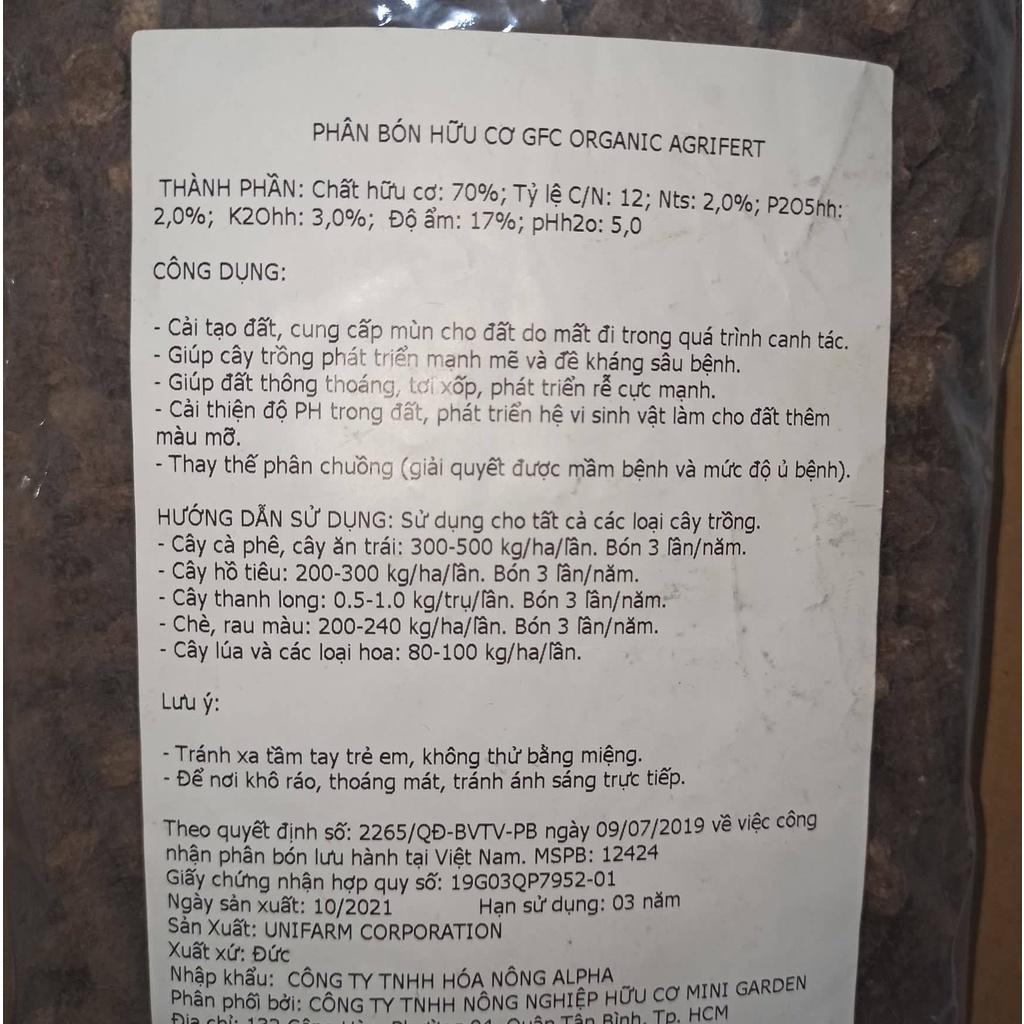 PHÂN BÓN HỮU CƠ GFC ORGANIC AGRIFERT
THÀNH PHẦN: Chất hữu cơ: 70%; Tỷ lệ C/N: 12; Nts: 2,0%; P2O5hh:
2,0%; K2Ohh: 3,0%; Độ ẩm: 17%; pHh2o: 5,0
CÔNG DỤNG:
- Cải tạo đất, cung cấp mùn cho đất do mất đi trong quá trình canh tác.
- Giúp cây trồng phát triển mạnh mẽ và đề kháng sâu bệnh.
- Giúp đất thông thoáng, tơi xốp, phát triển rễ cực mạnh.
- Cải thiện độ PH trong đất, phát triển hệ vi sinh vật làm cho đất thêm
màu mỡ.
- Thay thế phân chuồng (giải quyết được mầm bệnh và mức độ ủ bệnh).
HƯỚNG DẪN SỬ DỤNG: Sử dụng cho tất cả các loại cây trồng.
- Cây cà phê, cây ăn trái: 300-500 kg/ha/lần. Bón 3 lần/năm.
- Cây hồ tiêu: 200-300 kg/ha/lần. Bón 3 lần/năm.
- Cây thanh long: 0.5-1.0 kg/trụ/lần. Bón 3 lần/năm.
- Chè, rau màu: 200-240 kg/ha/lần. Bón 3 lần/năm.
- Cây lúa và các loại hoa: 80-100 kg/ha/lần.
Lưu ý:
- Tránh xa tầm tay trẻ em, không thử bằng miệng.
- Để nơi khô ráo, thoáng mát, tránh ánh sáng trực tiếp.
Theo quyết định số: 2265/QĐ-BVTV-PB ngày 09/07/2019 về việc công
nhận phân bón lưu hành tại Việt Nam. MSPB: 12424
Giấy chứng nhận hợp quy số: 19G03QP7952-01
Ngày sản xuất: 10/2021 Hạn sử dụng: 03 năm
Sản Xuất: UNIFARM CORPORATION
Xuất xứ: Đức
Nhập khẩu: CÔNG TY TNHH HÓA NÔNG ALPHA
Phân phối bởi: CÔNG TY TNHH NÔNG NGHIỆP HỮU CƠ MINI GARDEN
Địa chỉ: Quận Tân Bình, Tp. HCM